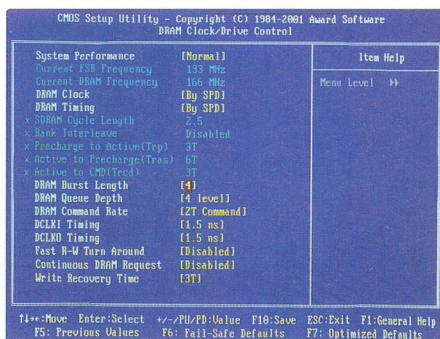 CMOS Setup Utility – Copyright (C) 1984-2001 Award Software
DRAM Clock/Drive Control
System Performance [Normal]
Current FSB Frequency 133 MHz
Current DRAM Frequency 166 MHz
DRAM Clock [By SPD]
DRAM Timing [By SPD]
x SDRAM Cycle Length 2.5
x Bank Interleave Disabled
x Precharge to Active(Trp) 3T
x Active to Precharge(Tras) 6T
x Active to CMD(Trcd) 3T
DRAM Burst Length [4]
DRAM Queue Depth [4 level]
DRAM Command Rate [2T Command]
DCLKI Timing [1.5 ns]
DCLKO Timing [1.5 ns]
Fast R-W Turn Around [Disabled]
Continuous DRAM Request [Disabled]
Write Recovery Time [3T]
Item Help
Menu Level ►►
↑↓→←:Move Enter:Select +/-/PU/PD:Value F10:Save ESC:Exit F1:General Help
F5: Previous Values F6: Fail-Safe Defaults F7: Optimized Defaults